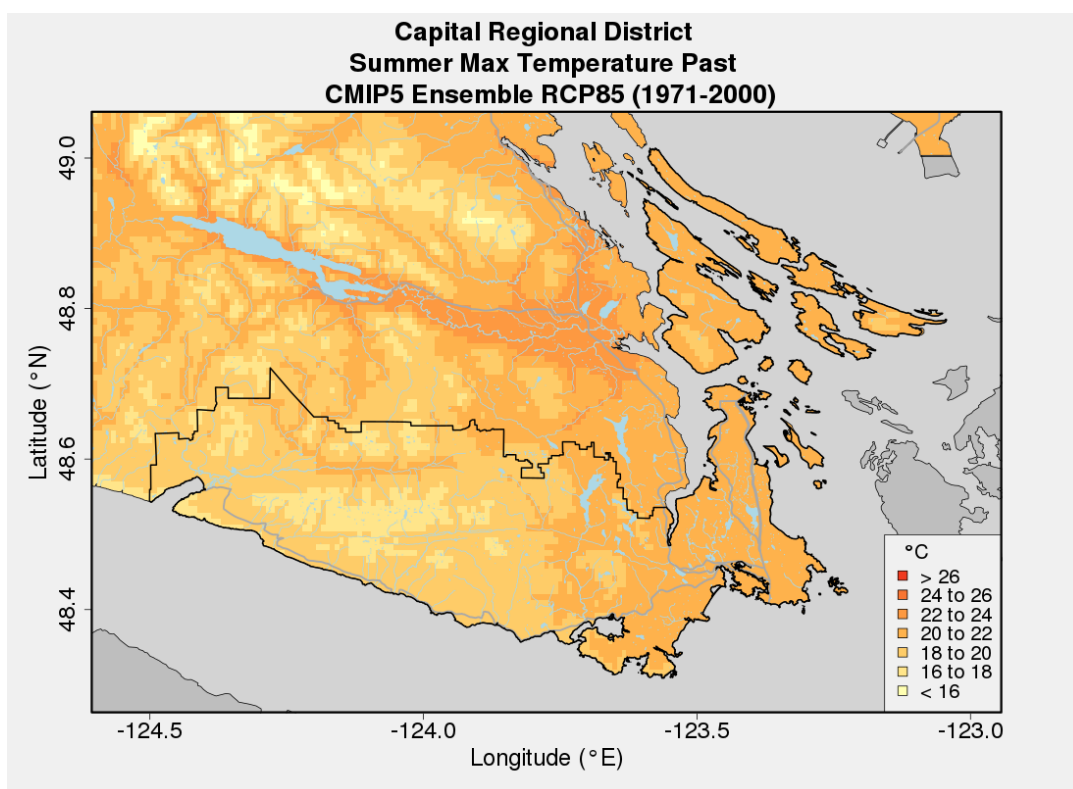 Capital Regional District
Summer Max Temperature Past
CMIP5 Ensemble RCP85 (1971-2000)
49.0
48.8
48.6
48.4
Latitude (°N)
-124.5
-124.0
-123.5
-123.0
Longitude (°E)
°C
> 26
24 to 26
22 to 24
20 to 22
18 to 20
16 to 18
< 16